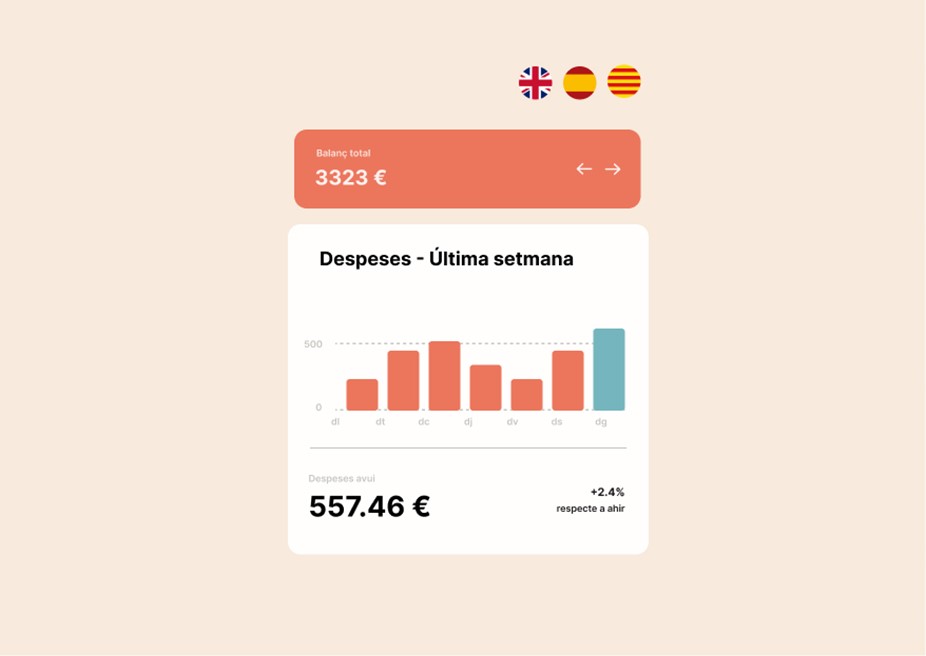 Balanç total
3323 €
Despeses - Última setmana
500
0
dl dt dc dj dv ds dg
Despeses avui
557.46 €
+2.4%
respecte a ahir